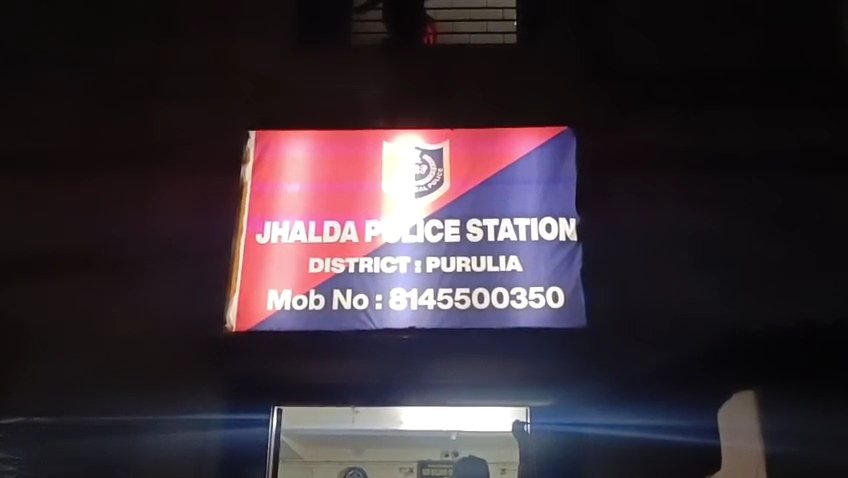 JHALDA POLICE STATION
DISTRICT : PURULIA
Mob No : 8145500350